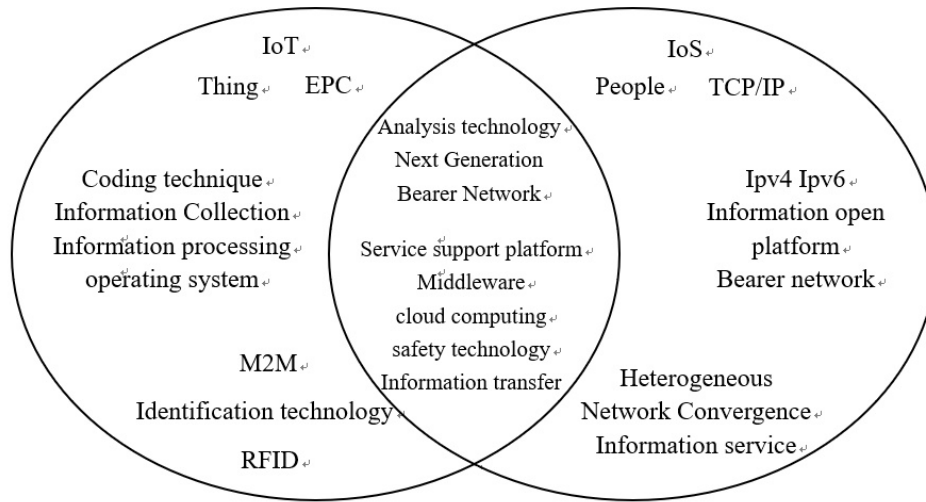 IoT
Thing EPC
Coding technique
Information Collection
Information processing
operating system
M2M
Identification technology
RFID
Analysis technology
Next Generation
Bearer Network
Service support platform
Middleware
cloud computing
safety technology
Information transfer
IoS
People TCP/IP
Ipv4 Ipv6
Information open
platform
Bearer network
Heterogeneous
Network Convergence
Information service